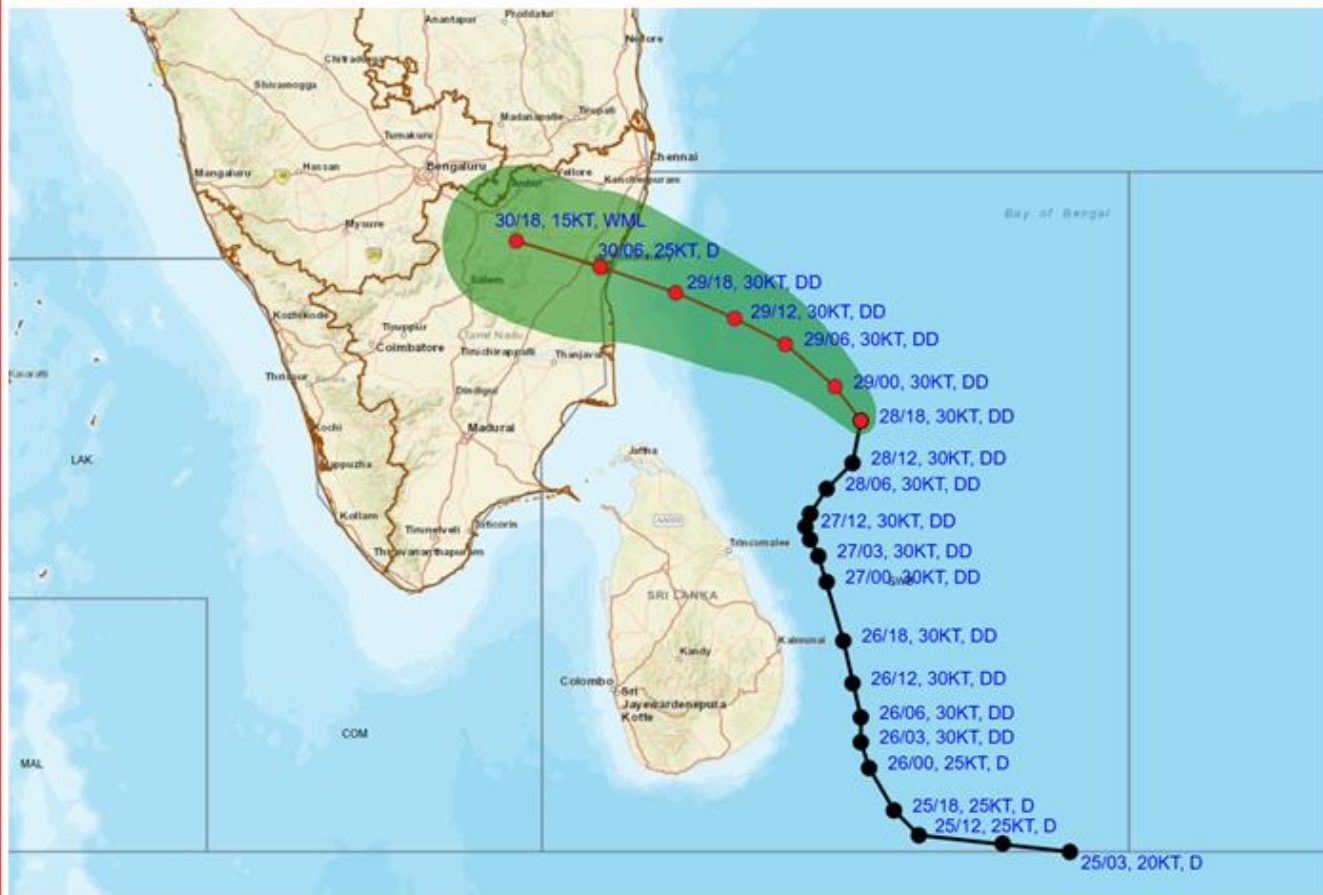 Anantapur
Proddatur
Nellore
Chitradurga
Shivamogga
Madanapalle
Tirupati
Tumakuru
Chennai
Mangaluru
Hassan
Bengaluru
Vellore
Kancheepuram
Bay of Bengal
Mysore
30/18, 15KT, WML
30/06, 25KT, D
Salem
29/18, 30KT, DD
Kozhikode
29/12, 30KT, DD
Tiruppur
Tamil Nadu
29/06, 30KT, DD
Coimbatore
Tiruchirappalli
Thanjavur
Kavaratti
Thrissur
Kerala
29/00, 30KT, DD
Dindigul
28/18, 30KT, DD
Kochi
Madurai
Jaffna
LAK
Alappuzha
28/12, 30KT, DD
28/06, 30KT, DD
Kollam
Tirunelveli
Tuticorin
27/12, 30KT, DD
Trincomalee
Thiruvananthapuram
27/03, 30KT, DD
27/00, 30KT, DD
SRI LANKA
Kalmunai
26/18, 30KT, DD
Kandy
Colombo
Sri
Jayewardenepura
Kotte
26/12, 30KT, DD
26/06, 30KT, DD
COM
26/03, 30KT, DD
MAL
26/00, 25KT, D
25/18, 25KT, D
25/12, 25KT, D
25/03, 20KT, D